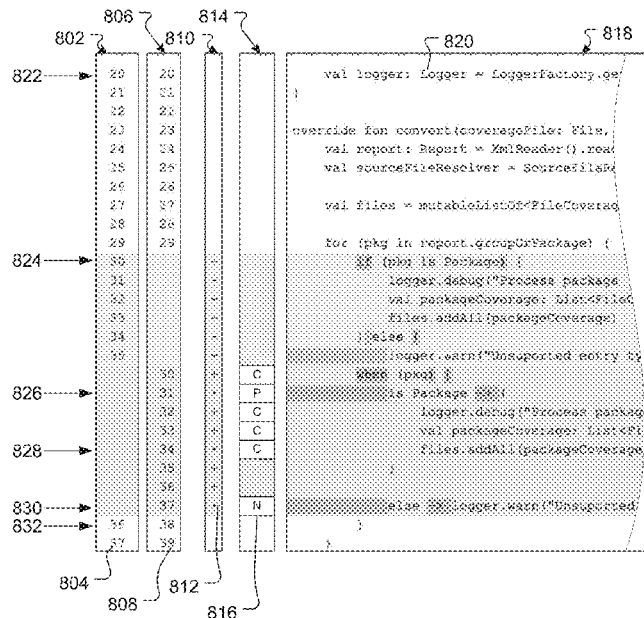 802 806 810 814 820 818
822 20 20 val logger: Logger = LoggerFactory.ge
21 21 }
22 22
23 23 override fun convert(coverageFile: File,
24 24 val report: Report = XmlReader().read
25 25 val sourceFileResolver = SourceFileRe
26 26
27 27 val files = mutableListOf<FileCoverag
28 28
29 29 for (pkg in report.groupOrPackage) {
824 30 - if (pkg is Package) {
31 - logger.debug("Process package
32 - val packageCoverage: List<FileC
33 - files.addAll(packageCoverage)
34 - } else {
35 - logger.warn("Unsuported entry ty
30 + C when (pkg) {
826 31 + P is Package -> {
32 + C logger.debug("Process package
33 + C val packageCoverage: List<Fi
828 34 + C files.addAll(packageCoverage
35 + }
36 +
830 37 + N else -> logger.warn("Unsuported
832 36 38 }
37 39 }
804 808 812 816